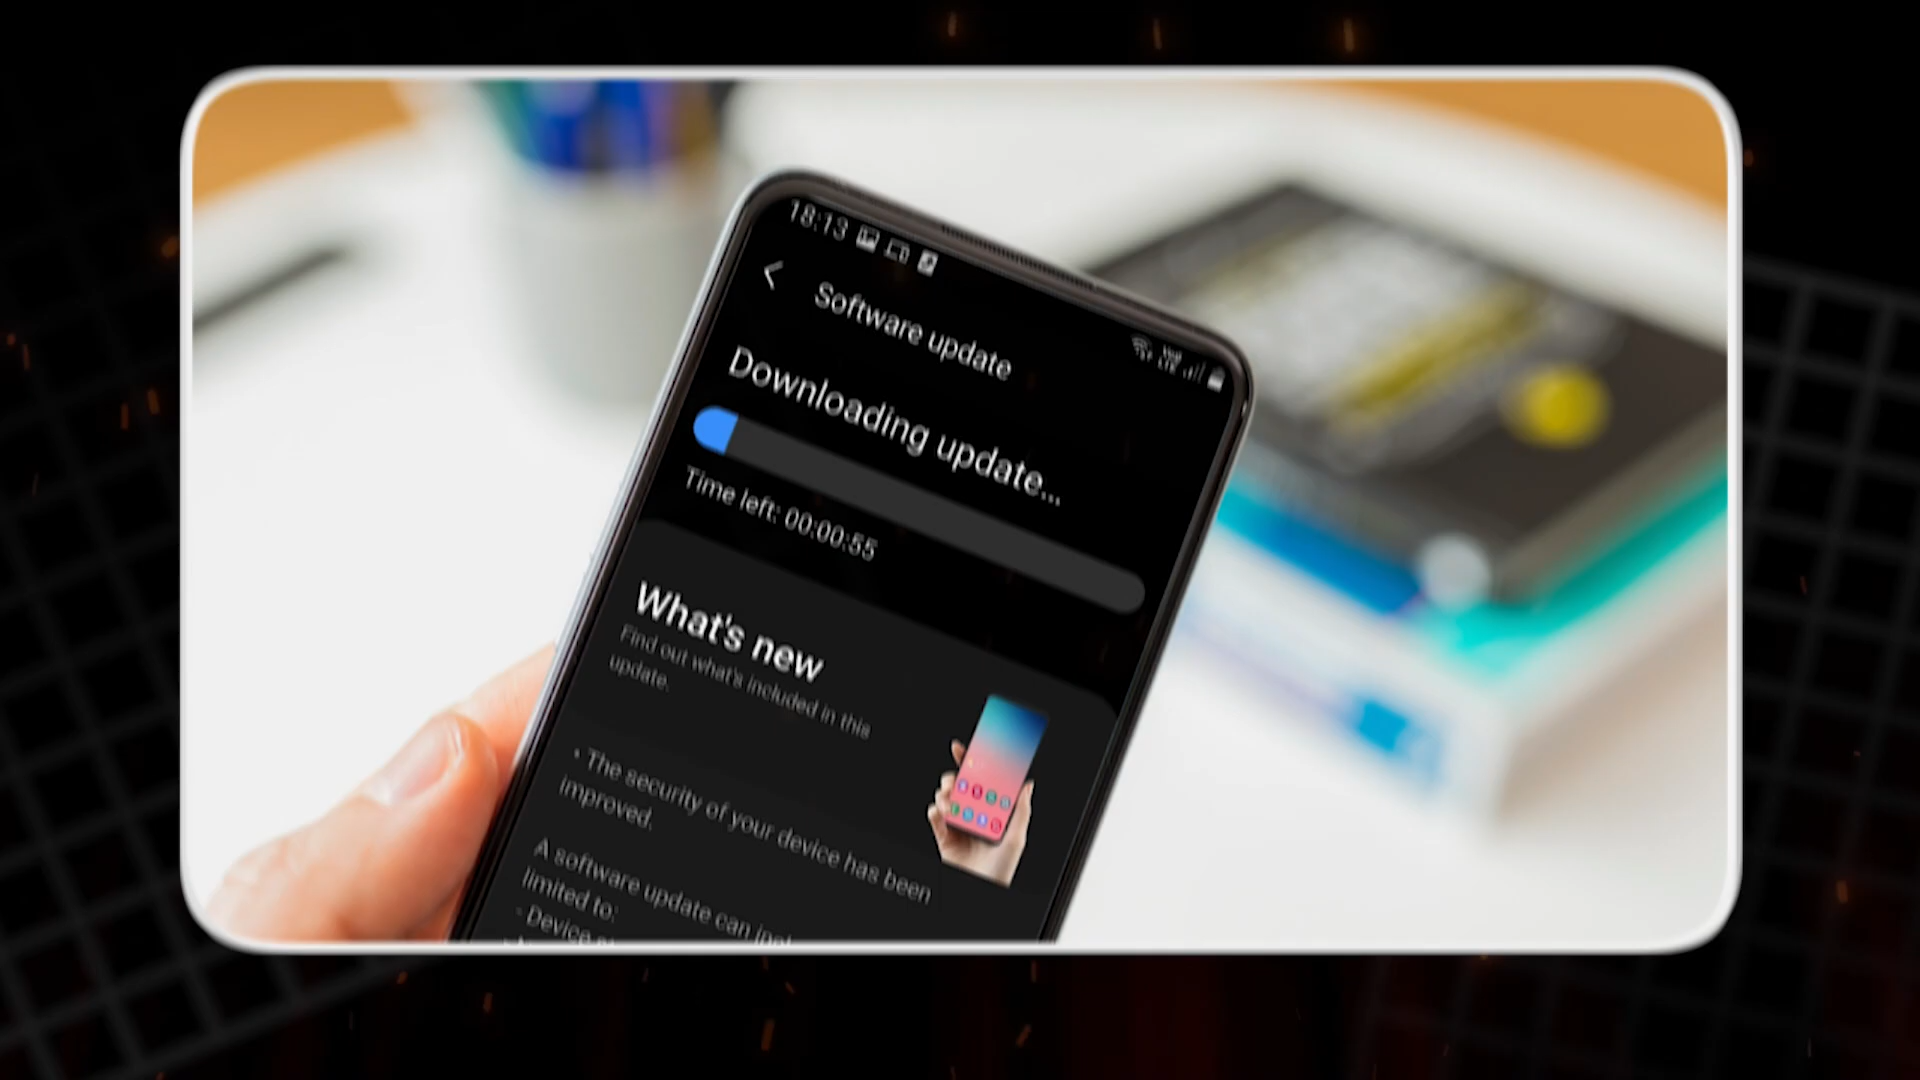 18:13
Software update
Downloading update...
Time left: 00:00:55
What's new
Find out what's included in this
update.
• The security of your device has been
improved.
A software update can
limited to:
- Device